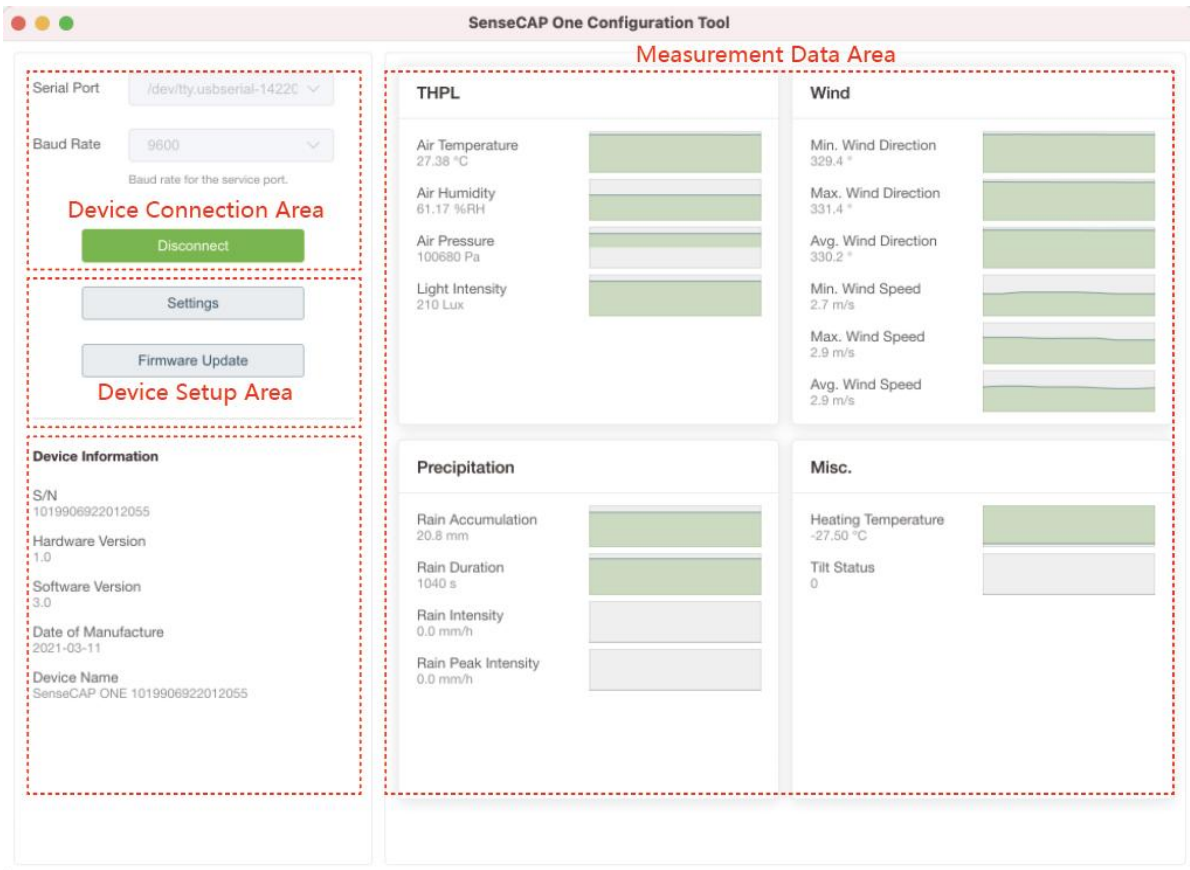 SenseCAP One Configuration Tool
Measurement Data Area
Serial Port
/dev/tty.usbserial-1422C
Baud Rate
9600
Baud rate for the service port.
Device Connection Area
Disconnect
Settings
Firmware Update
Device Setup Area
Device Information
S/N
1019906922012055
Hardware Version
1.0
Software Version
3.0
Date of Manufacture
2021-03-11
Device Name
SenseCAP ONE 1019906922012055
THPL
Air Temperature
27.38 °C
Air Humidity
61.17 %RH
Air Pressure
100680 Pa
Light Intensity
210 Lux
Wind
Min. Wind Direction
329.4 °
Max. Wind Direction
331.4 °
Avg. Wind Direction
330.2 °
Min. Wind Speed
2.7 m/s
Max. Wind Speed
2.9 m/s
Avg. Wind Speed
2.9 m/s
Precipitation
Rain Accumulation
20.8 mm
Rain Duration
1040 s
Rain Intensity
0.0 mm/h
Rain Peak Intensity
0.0 mm/h
Misc.
Heating Temperature
-27.50 °C
Tilt Status
0